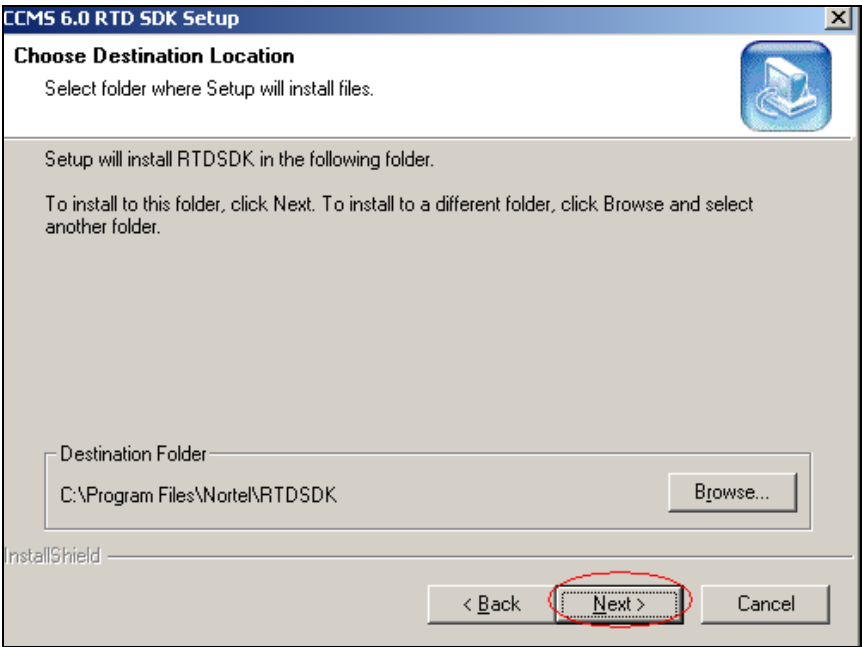 CCMS 6.0 RTD SDK Setup
Choose Destination Location
Select folder where Setup will install files.
Setup will install RTDSDK in the following folder.
To install to this folder, click Next. To install to a different folder, click Browse and select
another folder.
Destination Folder
C:\Program Files\Nortel\RTDSDK
Browse...
InstallShield
< Back
Next >
Cancel